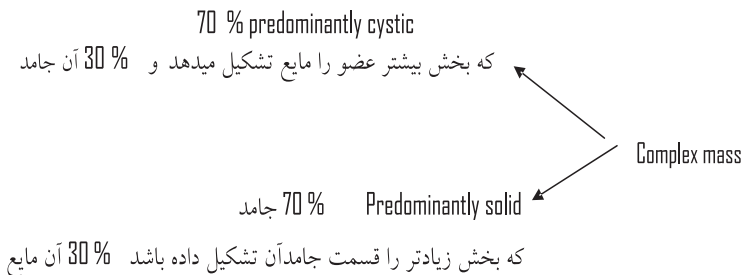 70 % predominantly cystic
که بخش بیشتر عضو را مایع تشکیل میدهد و 30 % آن جامد
Complex mass
Predominantly solid 70 % جامد
که بخش زیادتر را قسمت جامدآن تشکیل داده باشد 30 % آن مایع